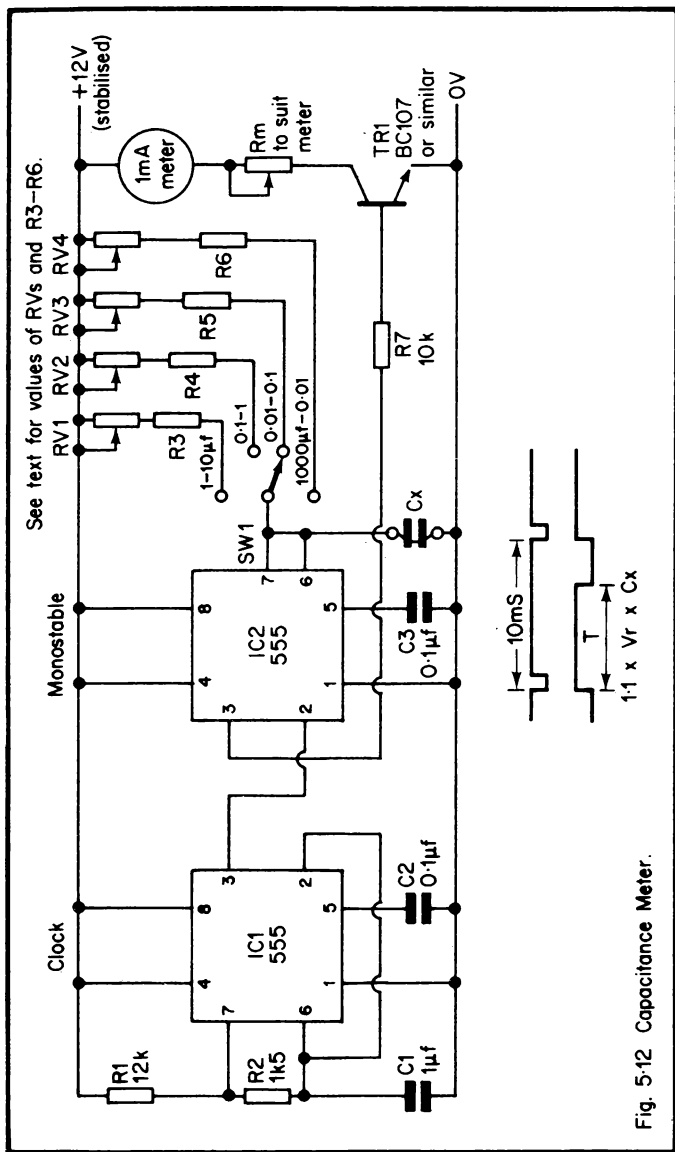 See text for values of RVs and R3–R6.
RV1
RV2
RV3
RV4
+12V
(stabilised)
Clock
Monostable
R1
12k
R2
1k5
C1
1µf
7
6
4
8
IC1
555
1
5
3
2
C2
0·1µf
3
2
4
8
IC2
555
1
5
7
6
C3
0·1µf
SW1
R3
R4
R5
R6
1–10µf
0·1–1
0·01–0·1
1000µf–0·01
Cx
R7
10k
1mA
meter
Rm
to suit
meter
TR1
BC107
or similar
0V
10mS
T
1·1 x Vr x Cx
Fig. 5·12 Capacitance Meter.